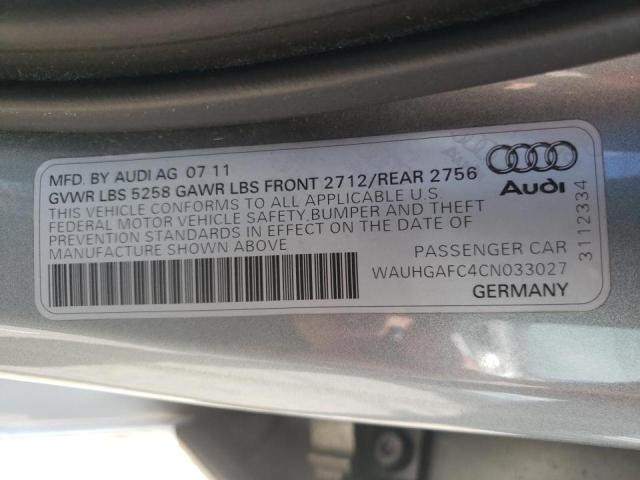 MFD. BY AUDI AG 07 11
GVWR LBS 5258 GAWR LBS FRONT 2712/REAR 2756
THIS VEHICLE CONFORMS TO ALL APPLICABLE U.S
FEDERAL MOTOR VEHICLE SAFETY,BUMPER AND THEFT
PREVENTION STANDARDS IN EFFECT ON THE DATE OF
MANUFACTURE SHOWN ABOVE
Audi
PASSENGER CAR
WAUHGAFC4CN033027
GERMANY
3112334